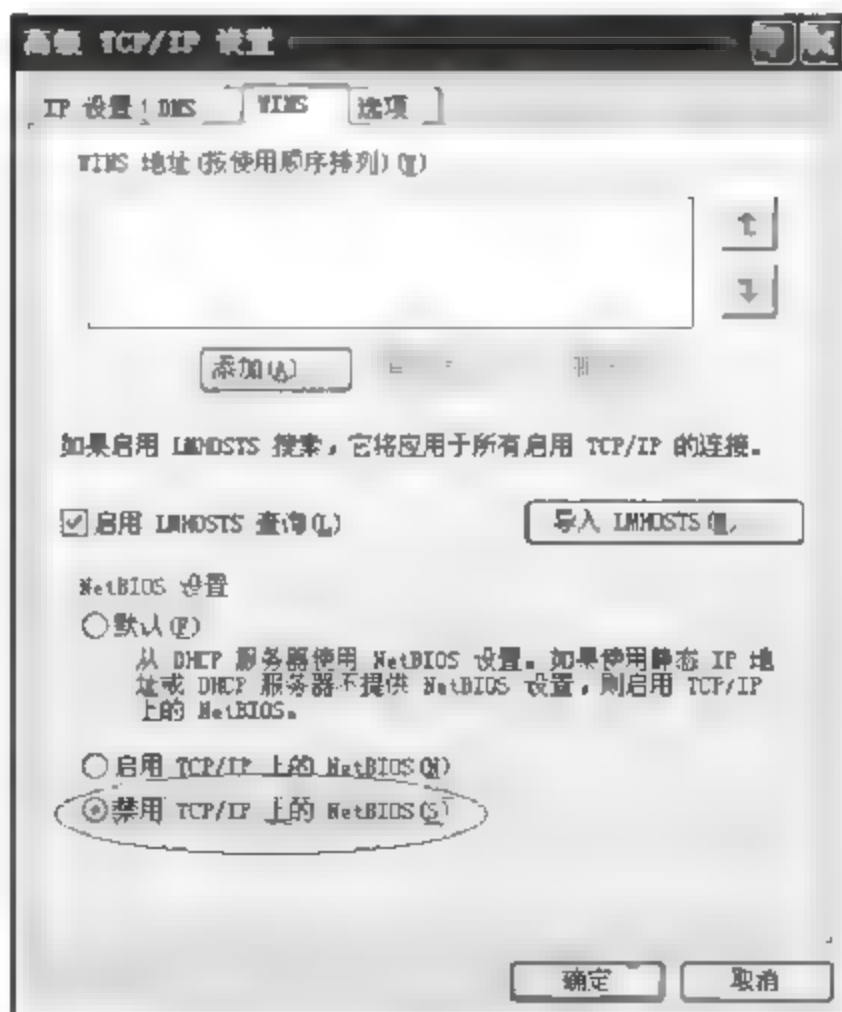 高级 TCP/IP 设置
IP 设置 DNS WINS 选项
WINS 地址(按使用顺序排列)(W)
添加(A)
如果启用 LMHOSTS 搜索，它将应用于所有启用 TCP/IP 的连接。
启用 LMHOSTS 查询(L) 导入 LMHOSTS(M)
NetBIOS 设置
默认(F)
从 DHCP 服务器使用 NetBIOS 设置。如果使用静态 IP 地
址或 DHCP 服务器不提供 NetBIOS 设置，则启用 TCP/IP
上的 NetBIOS。
启用 TCP/IP 上的 NetBIOS(N)
禁用 TCP/IP 上的 NetBIOS(S)
确定 取消